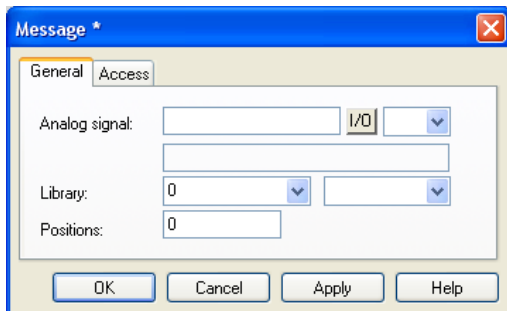 Message *
General Access
Analog signal: I/O
Library: 0
Positions: 0
OK Cancel Apply Help